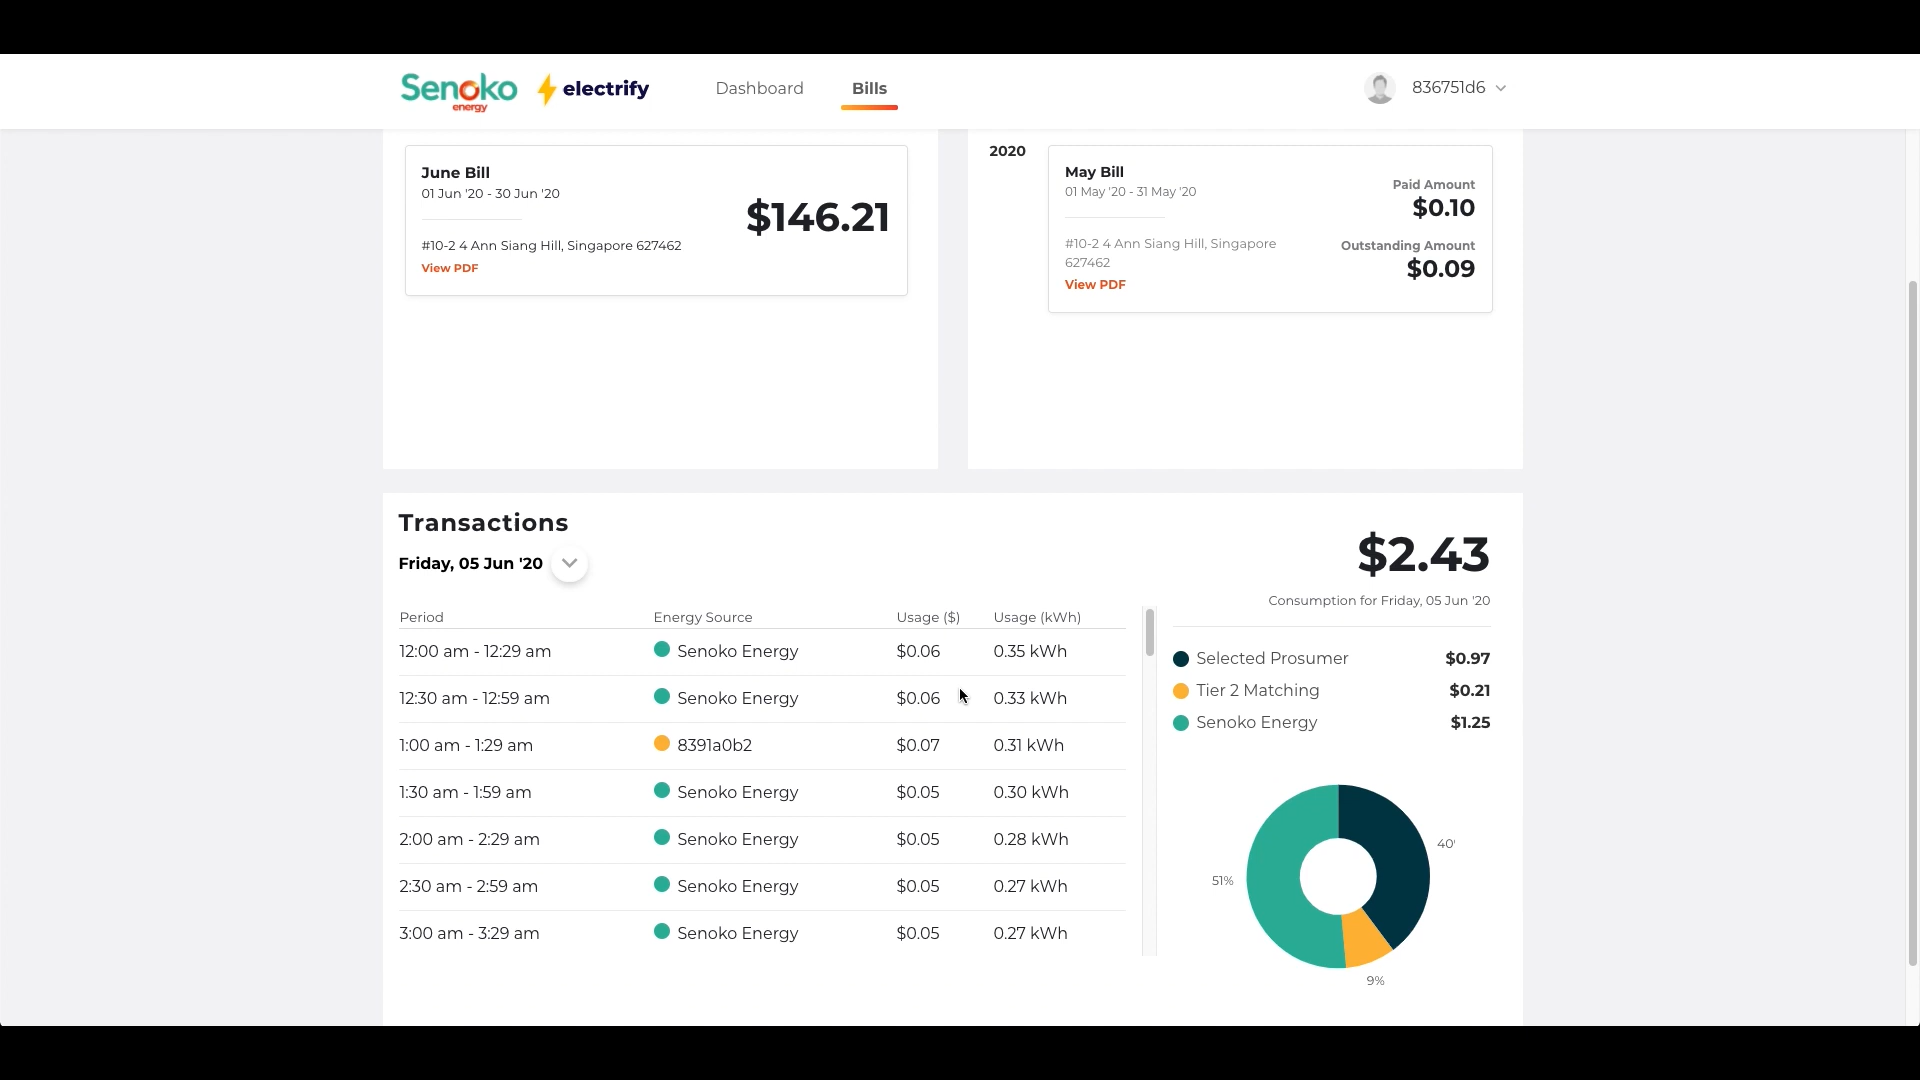 Senoko
energy
electrify
Dashboard
Bills
836751d6
June Bill
01 Jun '20 - 30 Jun '20
$146.21
#10-2 4 Ann Siang Hill, Singapore 627462
View PDF
2020
May Bill
01 May '20 - 31 May '20
Paid Amount
$0.10
#10-2 4 Ann Siang Hill, Singapore
627462
Outstanding Amount
$0.09
View PDF
Transactions
Friday, 05 Jun '20
Period Energy Source Usage ($) Usage (kWh)
12:00 am - 12:29 am Senoko Energy $0.06 0.35 kWh
12:30 am - 12:59 am Senoko Energy $0.06 0.33 kWh
1:00 am - 1:29 am 8391a0b2 $0.07 0.31 kWh
1:30 am - 1:59 am Senoko Energy $0.05 0.30 kWh
2:00 am - 2:29 am Senoko Energy $0.05 0.28 kWh
2:30 am - 2:59 am Senoko Energy $0.05 0.27 kWh
3:00 am - 3:29 am Senoko Energy $0.05 0.27 kWh
$2.43
Consumption for Friday, 05 Jun '20
Selected Prosumer $0.97
Tier 2 Matching $0.21
Senoko Energy $1.25
40
51%
9%